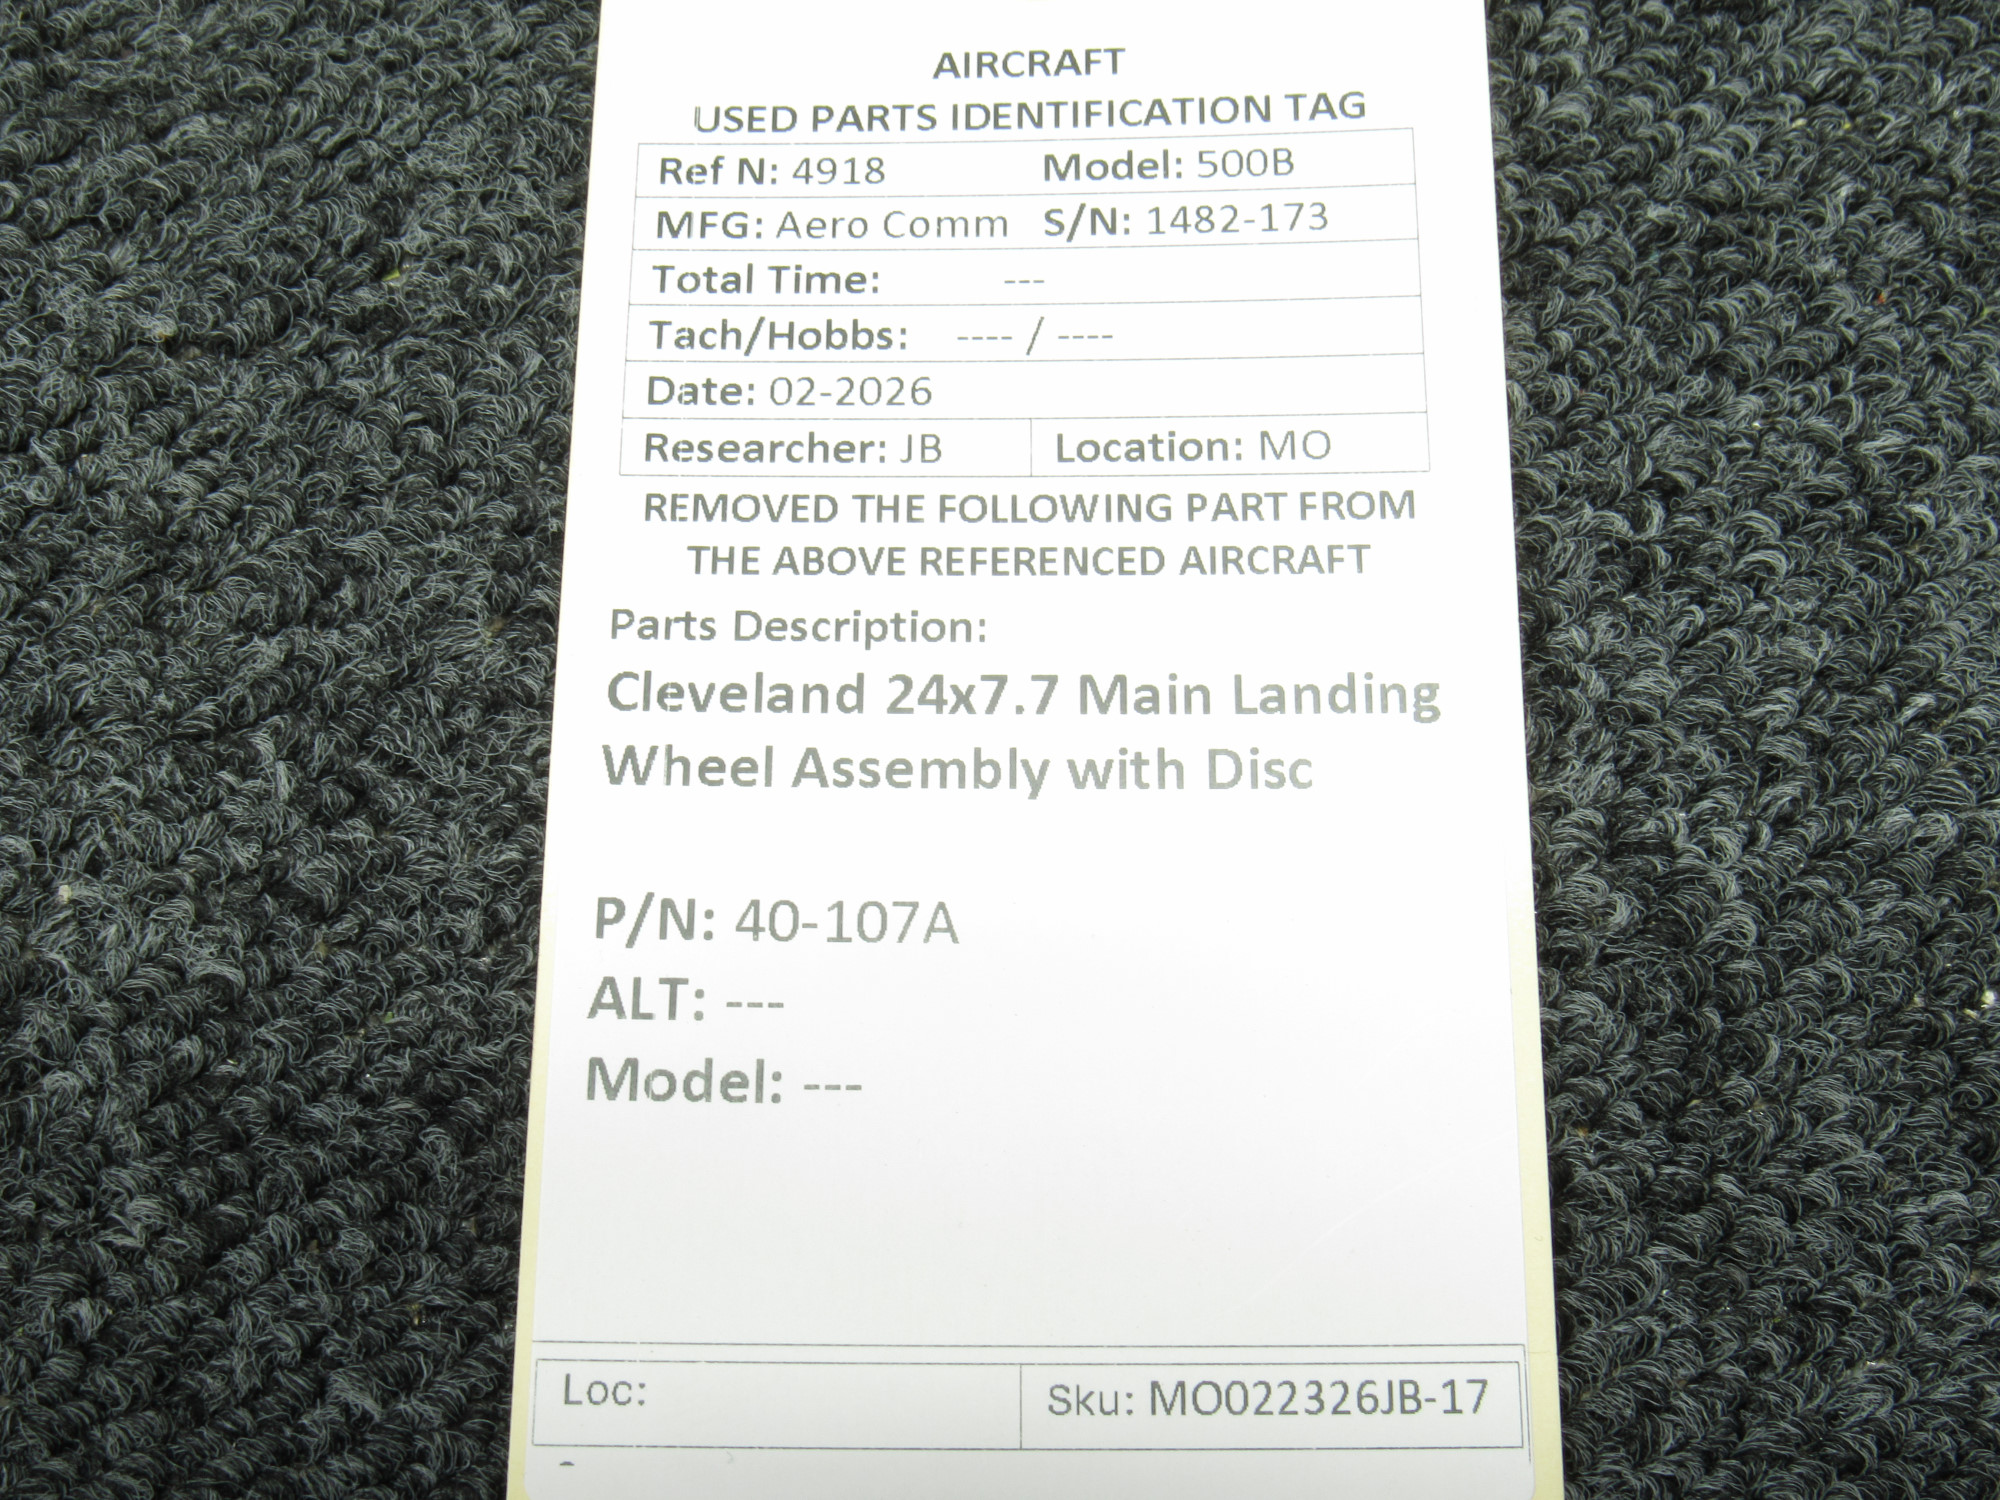 AIRCRAFT
USED PARTS IDENTIFICATION TAG
Ref N: 4918 Model: 500B
MFG: Aero Comm S/N: 1482-173
Total Time: ---
Tach/Hobbs: ---- / ----
Date: 02-2026
Researcher: JB Location: MO
REMOVED THE FOLLOWING PART FROM
THE ABOVE REFERENCED AIRCRAFT
Parts Description:
Cleveland 24x7.7 Main Landing
Wheel Assembly with Disc
P/N: 40-107A
ALT: ---
Model: ---
Loc: Sku: MO022326JB-17